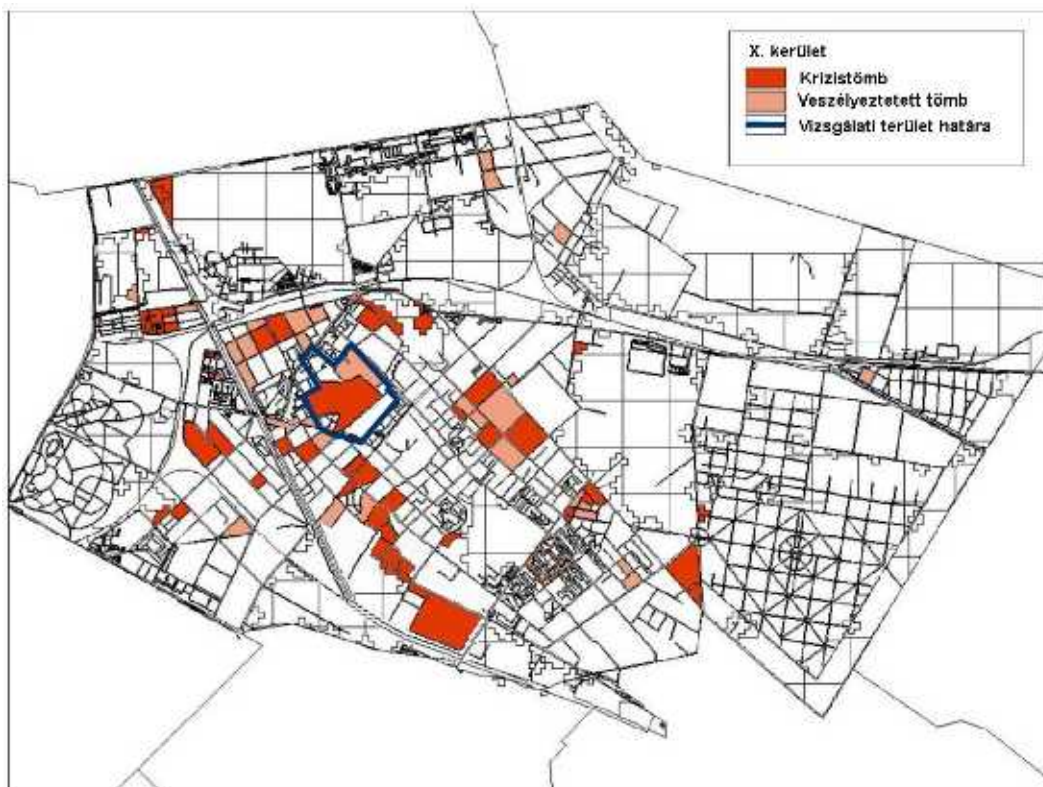 X. kerület
Krízistömb
Veszélyeztetett tömb
Vizsgálati terület határa